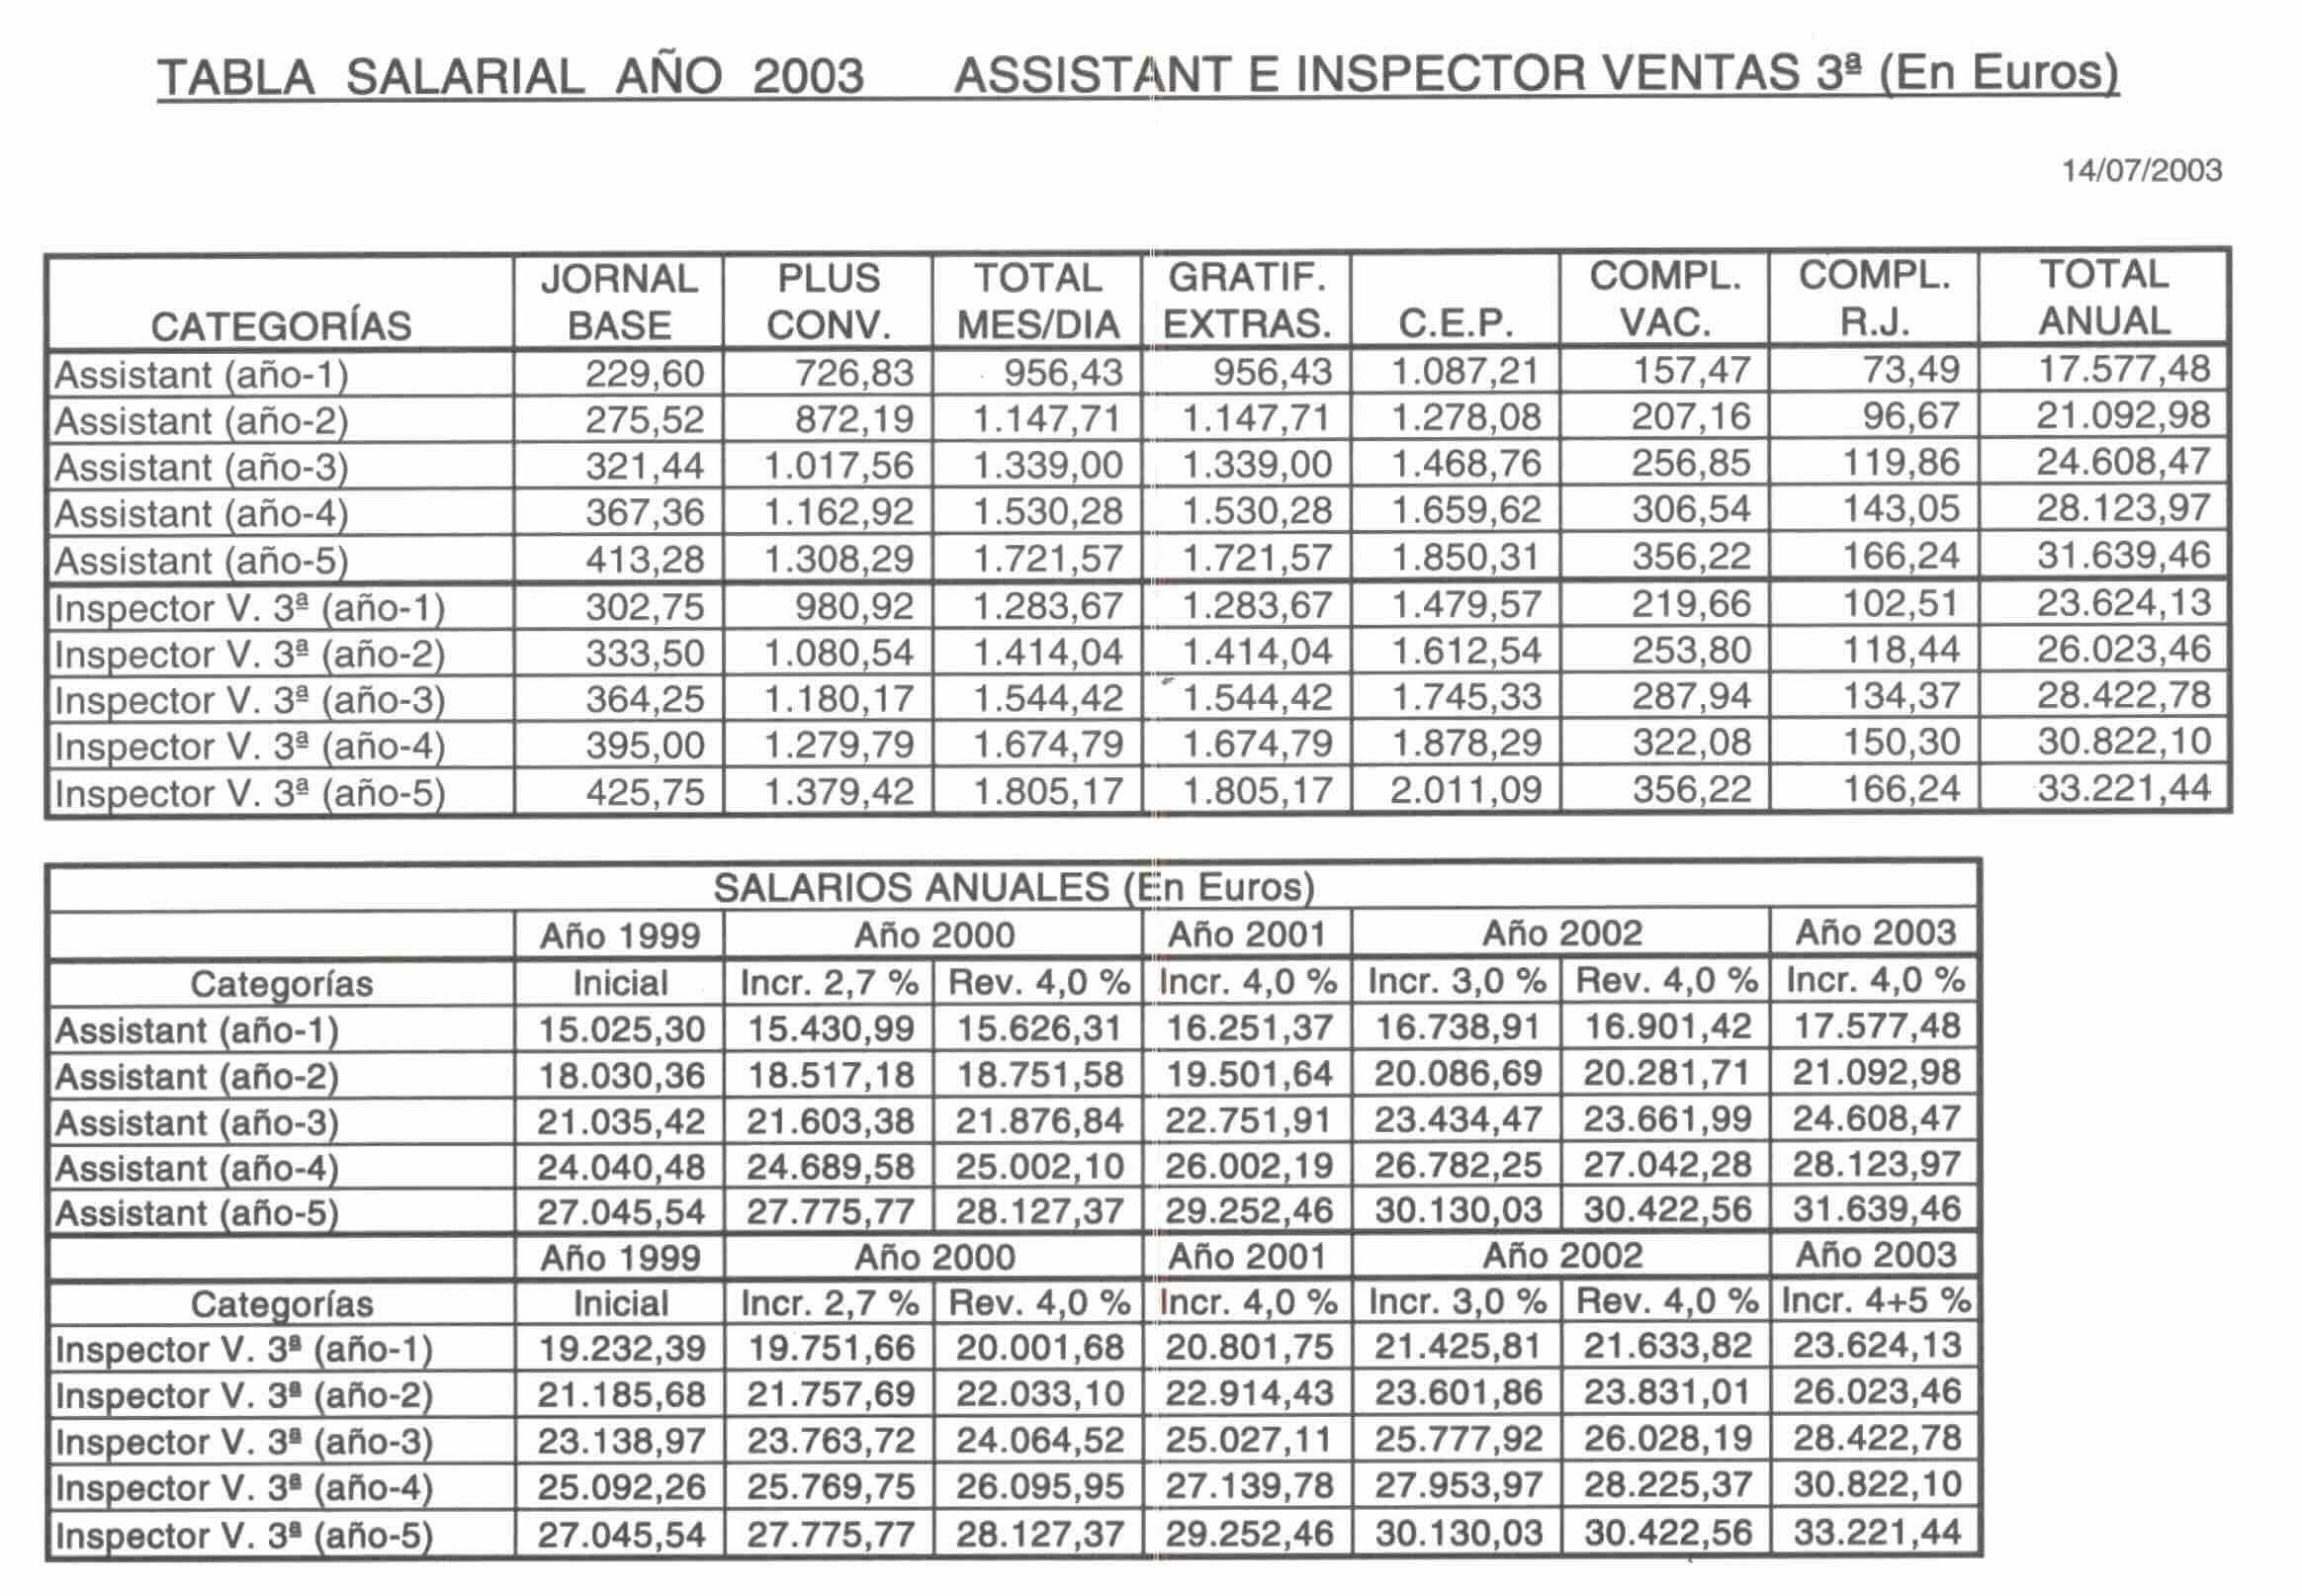 TABLA SALARIAL AÑO 2003 ASSISTANT E INSPECTOR VENTAS 3ª (En Euros)
14/07/2003
CATEGORÍAS JORNAL BASE PLUS CONV. TOTAL MES/DIA GRATIF. EXTRAS. C.E.P. COMPL. VAC. COMPL. R.J. TOTAL ANUAL
Assistant (año-1) 229,60 726,83 956,43 956,43 1.087,21 157,47 73,49 17.577,48
Assistant (año-2) 275,52 872,19 1.147,71 1.147,71 1.278,08 207,16 96,67 21.092,98
Assistant (año-3) 321,44 1.017,56 1.339,00 1.339,00 1.468,76 256,85 119,86 24.608,47
Assistant (año-4) 367,36 1.162,92 1.530,28 1.530,28 1.659,62 306,54 143,05 28.123,97
Assistant (año-5) 413,28 1.308,29 1.721,57 1.721,57 1.850,31 356,22 166,24 31.639,46
Inspector V. 3ª (año-1) 302,75 980,92 1.283,67 1.283,67 1.479,57 219,66 102,51 23.624,13
Inspector V. 3ª (año-2) 333,50 1.080,54 1.414,04 1.414,04 1.612,54 253,80 118,44 26.023,46
Inspector V. 3ª (año-3) 364,25 1.180,17 1.544,42 1.544,42 1.745,33 287,94 134,37 28.422,78
Inspector V. 3ª (año-4) 395,00 1.279,79 1.674,79 1.674,79 1.878,29 322,08 150,30 30.822,10
Inspector V. 3ª (año-5) 425,75 1.379,42 1.805,17 1.805,17 2.011,09 356,22 166,24 33.221,44
SALARIOS ANUALES (En Euros)
Año 1999 Año 2000 Año 2001 Año 2002 Año 2003
Categorías Inicial Incr. 2,7 % Rev. 4,0 % Incr. 4,0 % Incr. 3,0 % Rev. 4,0 % Incr. 4,0 %
Assistant (año-1) 15.025,30 15.430,99 15.626,31 16.251,37 16.738,91 16.901,42 17.577,48
Assistant (año-2) 18.030,36 18.517,18 18.751,58 19.501,64 20.086,69 20.281,71 21.092,98
Assistant (año-3) 21.035,42 21.603,38 21.876,84 22.751,91 23.434,47 23.661,99 24.608,47
Assistant (año-4) 24.040,48 24.689,58 25.002,10 26.002,19 26.782,25 27.042,28 28.123,97
Assistant (año-5) 27.045,54 27.775,77 28.127,37 29.252,46 30.130,03 30.422,56 31.639,46
Año 1999 Año 2000 Año 2001 Año 2002 Año 2003
Categorías Inicial Incr. 2,7 % Rev. 4,0 % Incr. 4,0 % Incr. 3,0 % Rev. 4,0 % Incr. 4+5 %
Inspector V. 3ª (año-1) 19.232,39 19.751,66 20.001,68 20.801,75 21.425,81 21.633,82 23.624,13
Inspector V. 3ª (año-2) 21.185,68 21.757,69 22.033,10 22.914,43 23.601,86 23.831,01 26.023,46
Inspector V. 3ª (año-3) 23.138,97 23.763,72 24.064,52 25.027,11 25.777,92 26.028,19 28.422,78
Inspector V. 3ª (año-4) 25.092,26 25.769,75 26.095,95 27.139,78 27.953,97 28.225,37 30.822,10
Inspector V. 3ª (año-5) 27.045,54 27.775,77 28.127,37 29.252,46 30.130,03 30.422,56 33.221,44